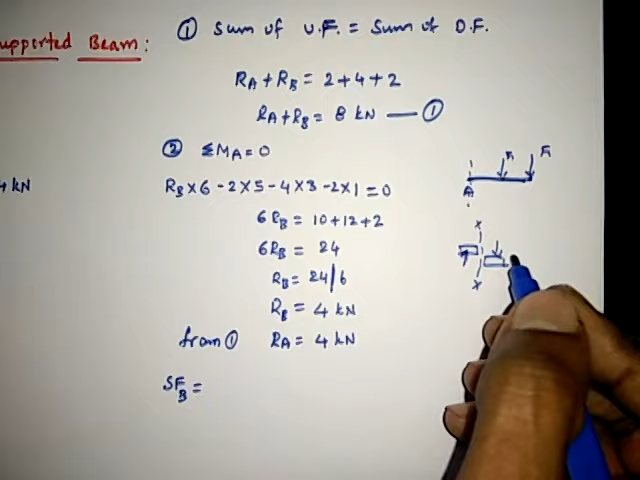 upported Beam:
① Sum of U.F. = Sum of D.F.
RA + RB = 2+4+2
RA+RB = 8 kN — ①
4 kN
② ΣMA = 0
RB×6 - 2×5 - 4×3 - 2×1 = 0
6RB = 10+12+2
6RB = 24
RB = 24/6
RB = 4 kN
from ① RA = 4 kN
SFB =
A
X
X